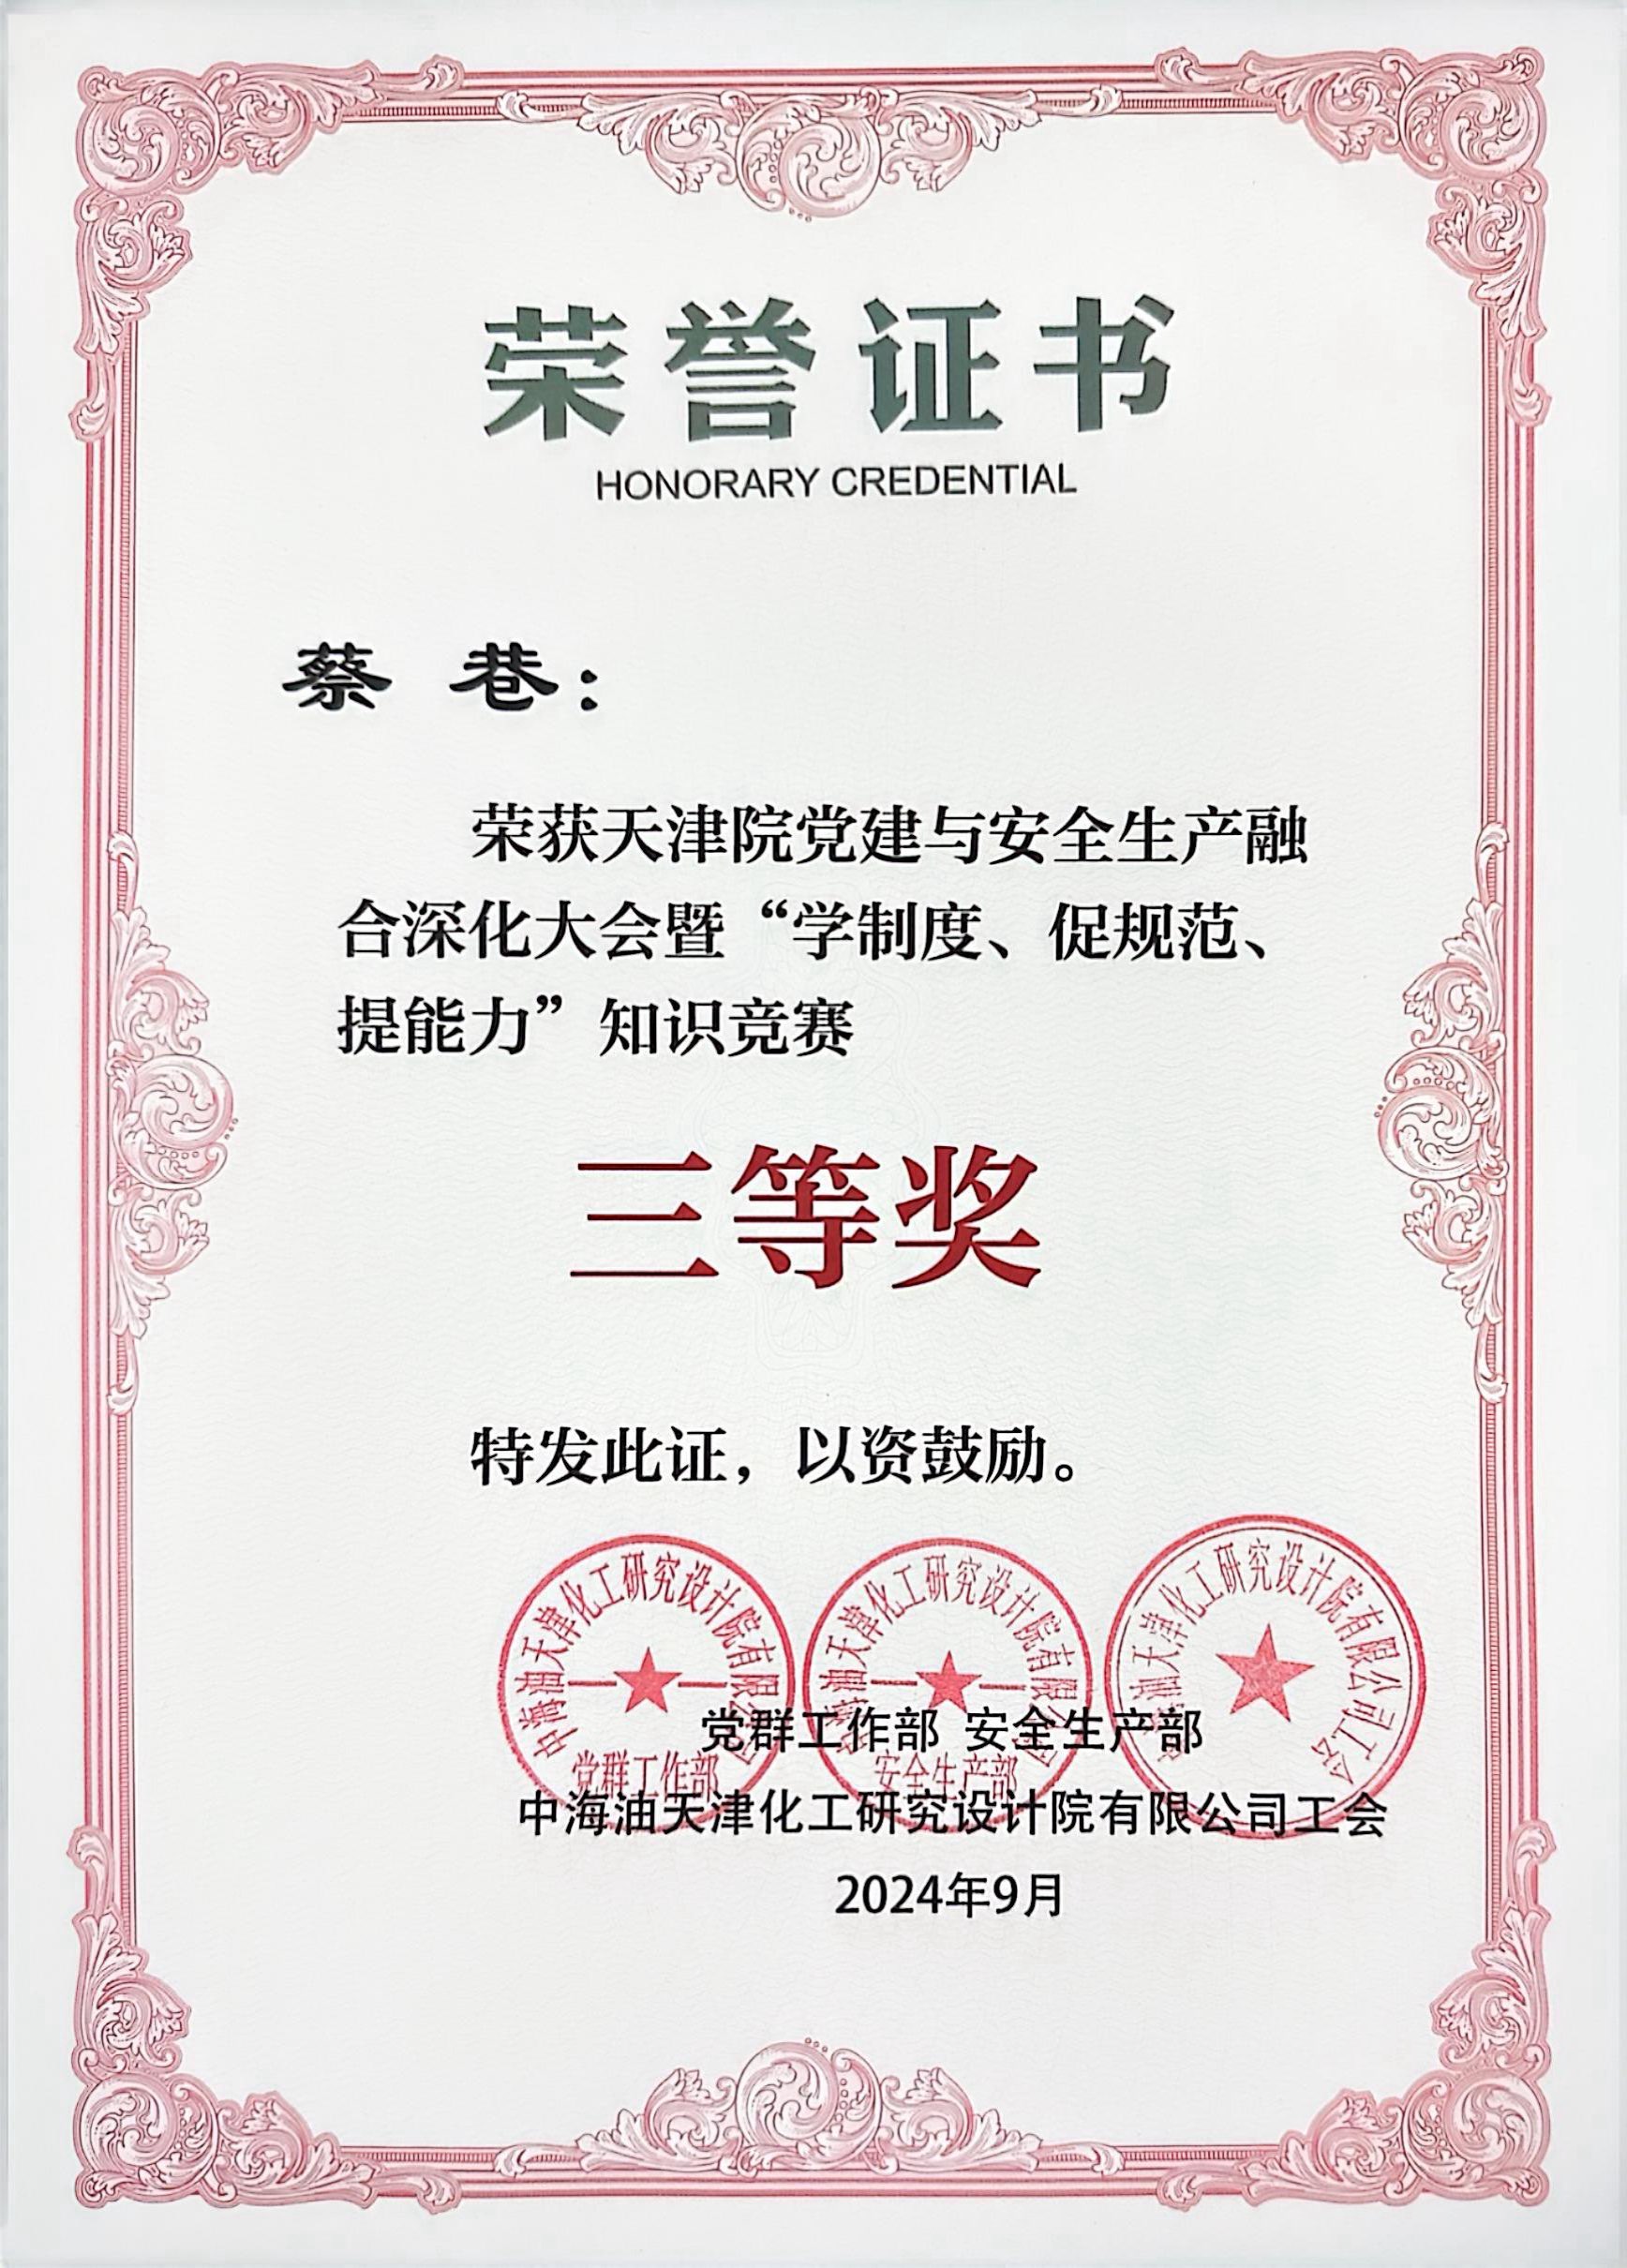 荣誉证书
HONORARY CREDENTIAL
蔡 巷：
荣获天津院党建与安全生产融
合深化大会暨“学制度、促规范、
提能力”知识竞赛
三等奖
特发此证，以资鼓励。
中海油天津化工研究设计院有限公司
党群工作部
中海油天津化工研究设计院有限公司
安全生产部
中海油天津化工研究设计院有限公司工会
党群工作部 安全生产部
中海油天津化工研究设计院有限公司工会
2024年9月